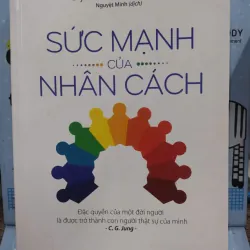 Nguyệt Minh (dịch)
SỨC MẠNH
CỦA
NHÂN CÁCH
Đặc quyền của một đời người
là được trở thành con người thật sự của mình
- C. G. Jung -